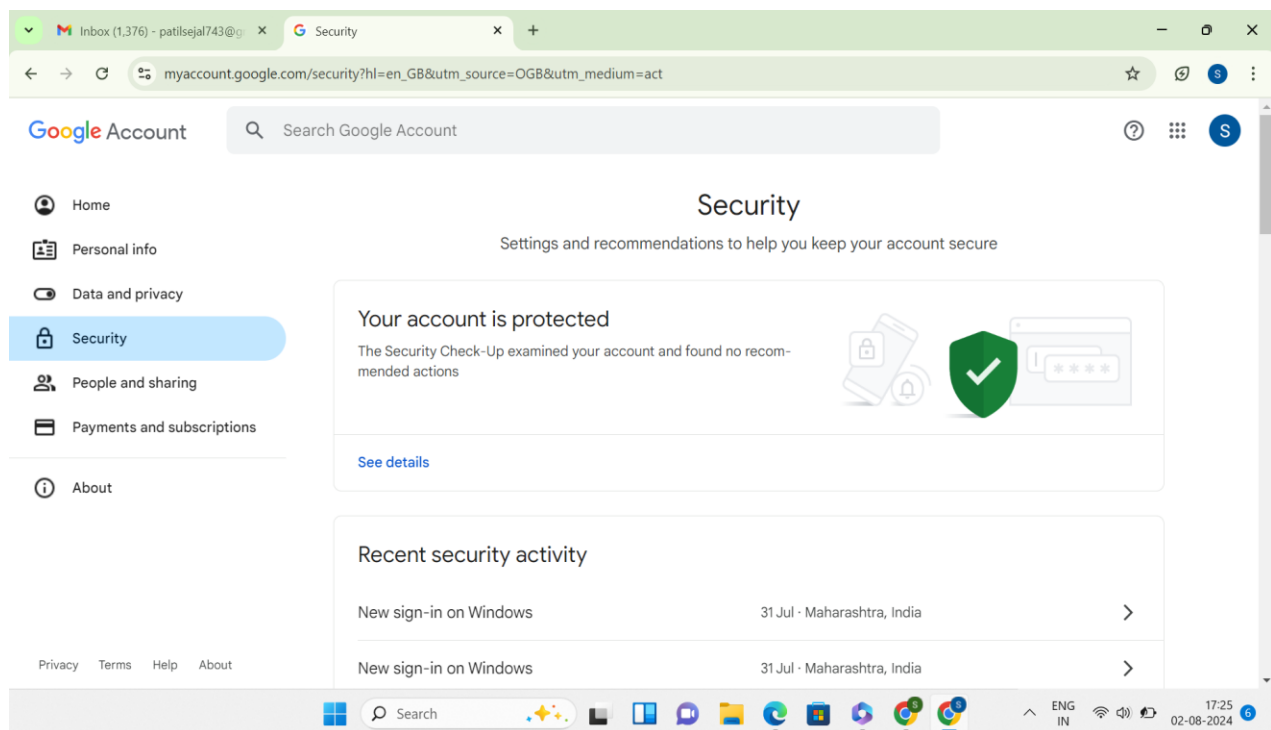 Inbox (1,376) - patilsejal743@g
Security
myaccount.google.com/security?hl=en_GB&utm_source=OGB&utm_medium=act
S
Google Account
Search Google Account
S
Home
Personal info
Data and privacy
Security
People and sharing
Payments and subscriptions
About
Security
Settings and recommendations to help you keep your account secure
Your account is protected
The Security Check-Up examined your account and found no recom-
mended actions
See details
Recent security activity
New sign-in on Windows 31 Jul · Maharashtra, India
New sign-in on Windows 31 Jul · Maharashtra, India
Privacy Terms Help About
Search
S
S
ENG
IN
17:25
02-08-2024
6